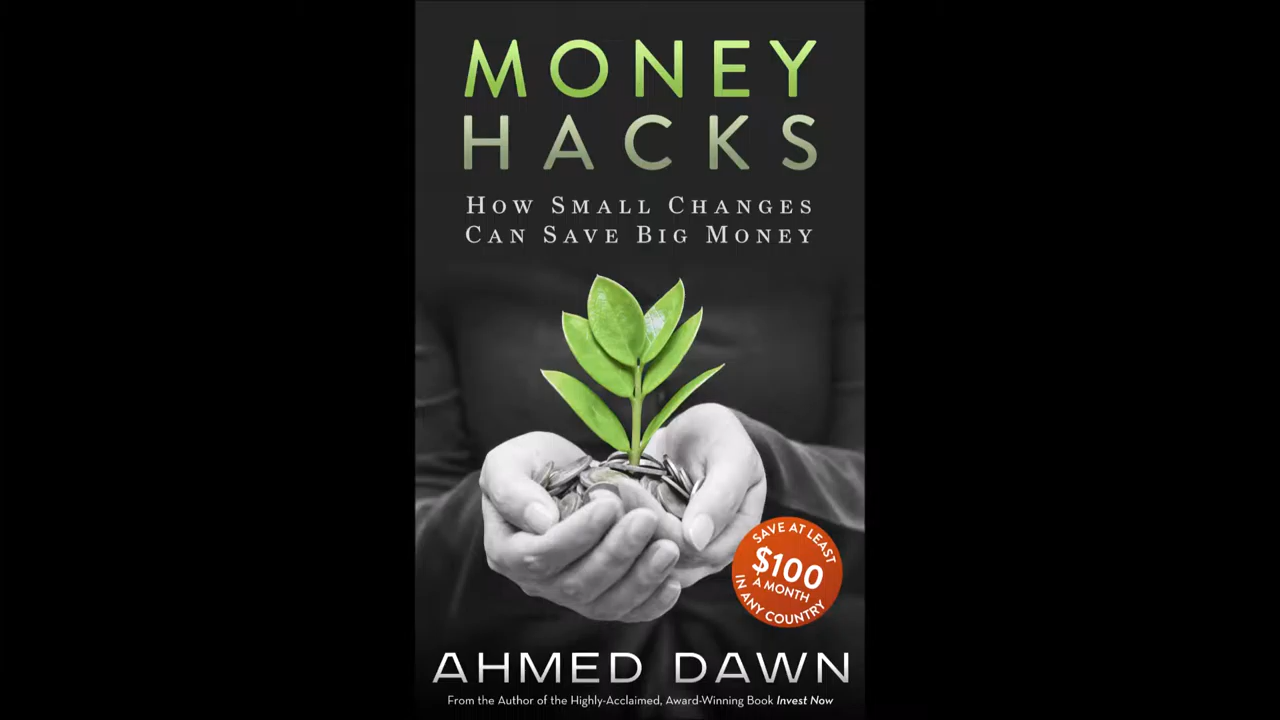 MONEY
HACKS
HOW SMALL CHANGES
CAN SAVE BIG MONEY
SAVE AT LEAST
$100
A MONTH
IN ANY COUNTRY
AHMED DAWN
From the Author of the Highly-Acclaimed, Award-Winning Book Invest Now